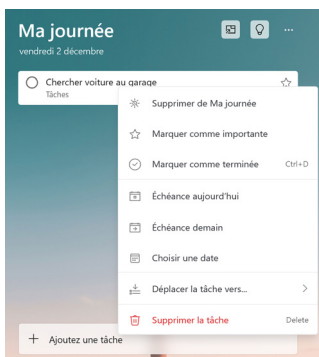 Ma journée
vendredi 2 décembre
Chercher voiture au garage
Tâches
Supprimer de Ma journée
Marquer comme importante
Marquer comme terminée Ctrl+D
Échéance aujourd'hui
Échéance demain
Choisir une date
Déplacer la tâche vers...
Supprimer la tâche Delete
Ajoutez une tâche